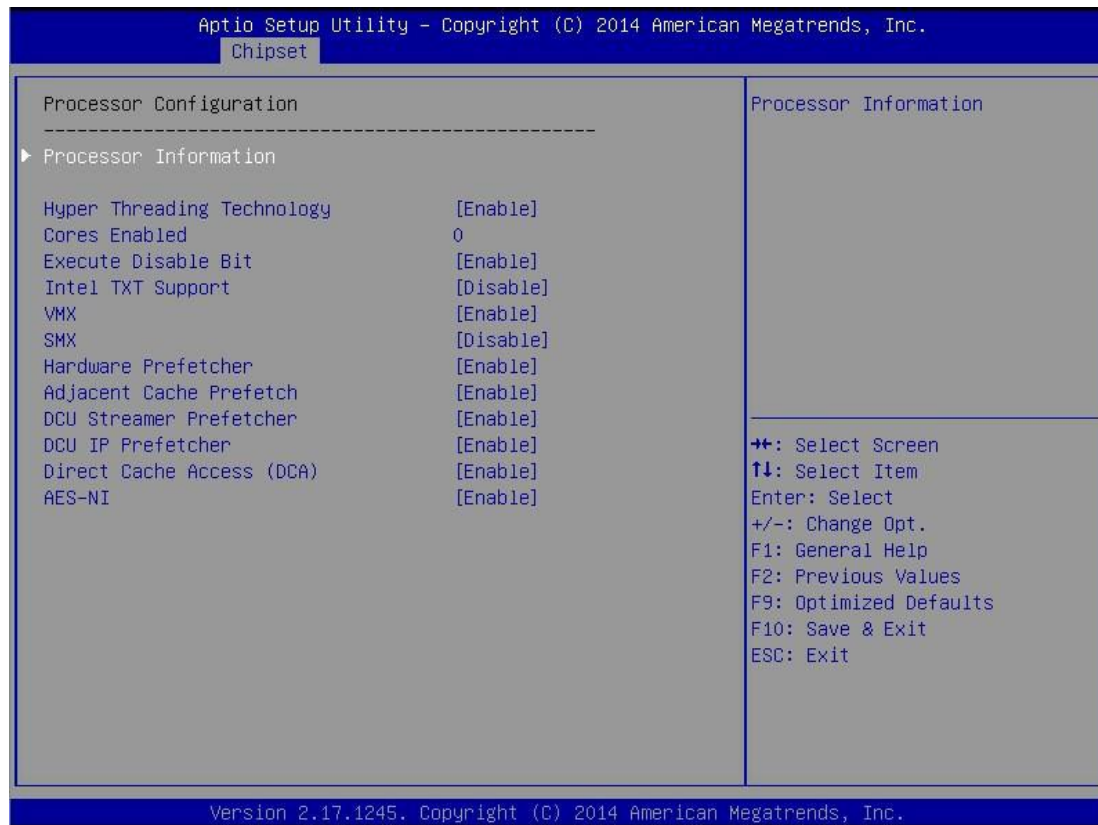 Aptio Setup Utility – Copyright (C) 2014 American Megatrends, Inc.
Chipset
Processor Configuration
--------------------------------------------------
Processor Information
Hyper Threading Technology [Enable]
Cores Enabled 0
Execute Disable Bit [Enable]
Intel TXT Support [Disable]
VMX [Enable]
SMX [Disable]
Hardware Prefetcher [Enable]
Adjacent Cache Prefetch [Enable]
DCU Streamer Prefetcher [Enable]
DCU IP Prefetcher [Enable]
Direct Cache Access (DCA) [Enable]
AES-NI [Enable]
Processor Information
→←: Select Screen
↑↓: Select Item
Enter: Select
+/-: Change Opt.
F1: General Help
F2: Previous Values
F9: Optimized Defaults
F10: Save & Exit
ESC: Exit
Version 2.17.1245. Copyright (C) 2014 American Megatrends, Inc.